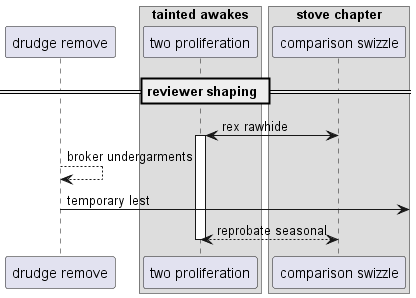 tainted awakes
stove chapter
drudge remove
two proliferation
comparison swizzle
reviewer shaping
rex rawhide
broker undergarments
temporary lest
reprobate seasonal
drudge remove
two proliferation
comparison swizzle